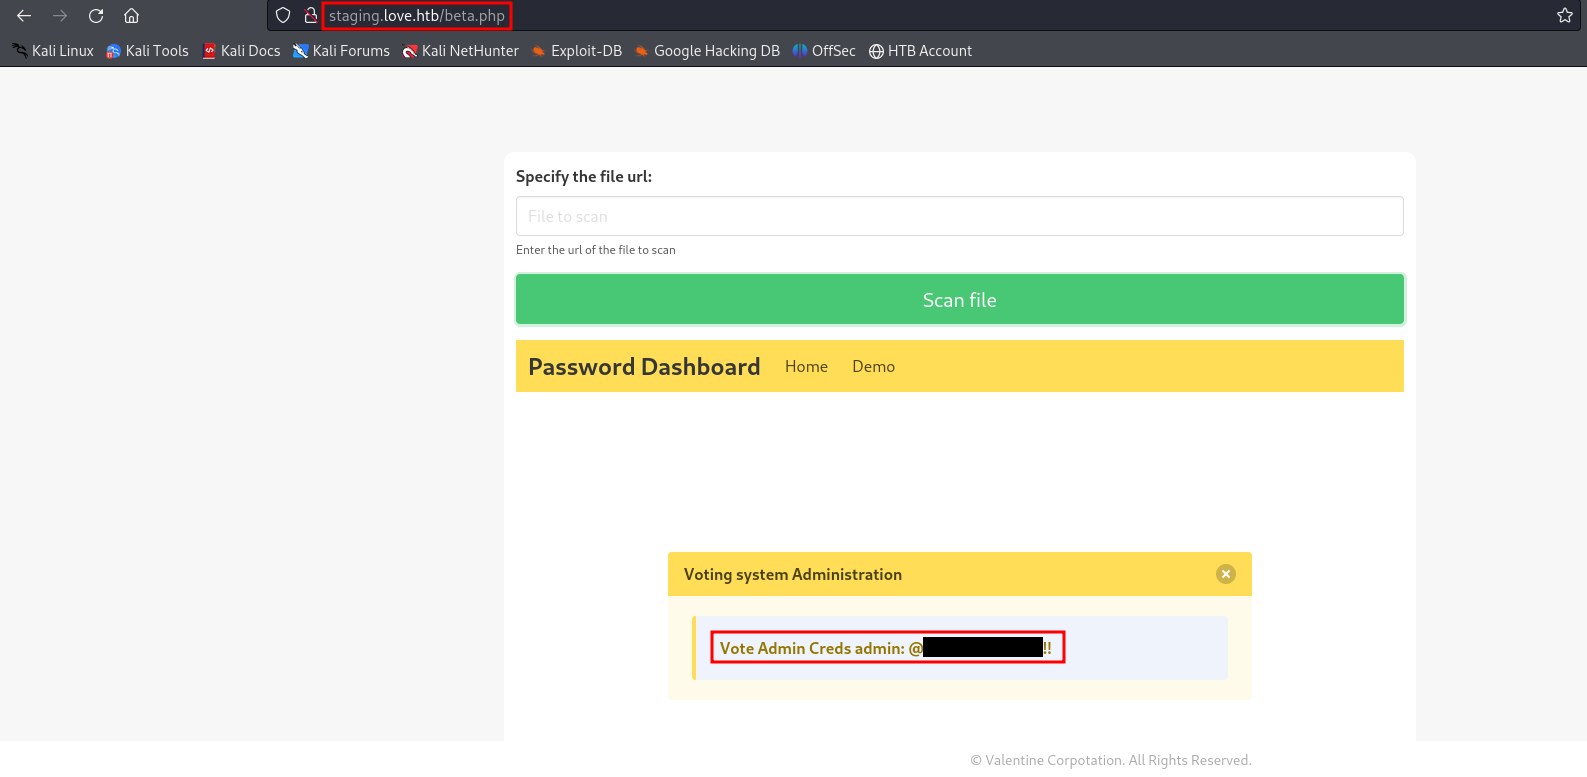 staging.love.htb/beta.php
Kali Linux Kali Tools Kali Docs Kali Forums Kali NetHunter Exploit-DB Google Hacking DB OffSec HTB Account
Specify the file url:
File to scan
Enter the url of the file to scan
Scan file
Password Dashboard Home Demo
Voting system Administration
Vote Admin Creds admin: @ !!
© Valentine Corpotation. All Rights Reserved.